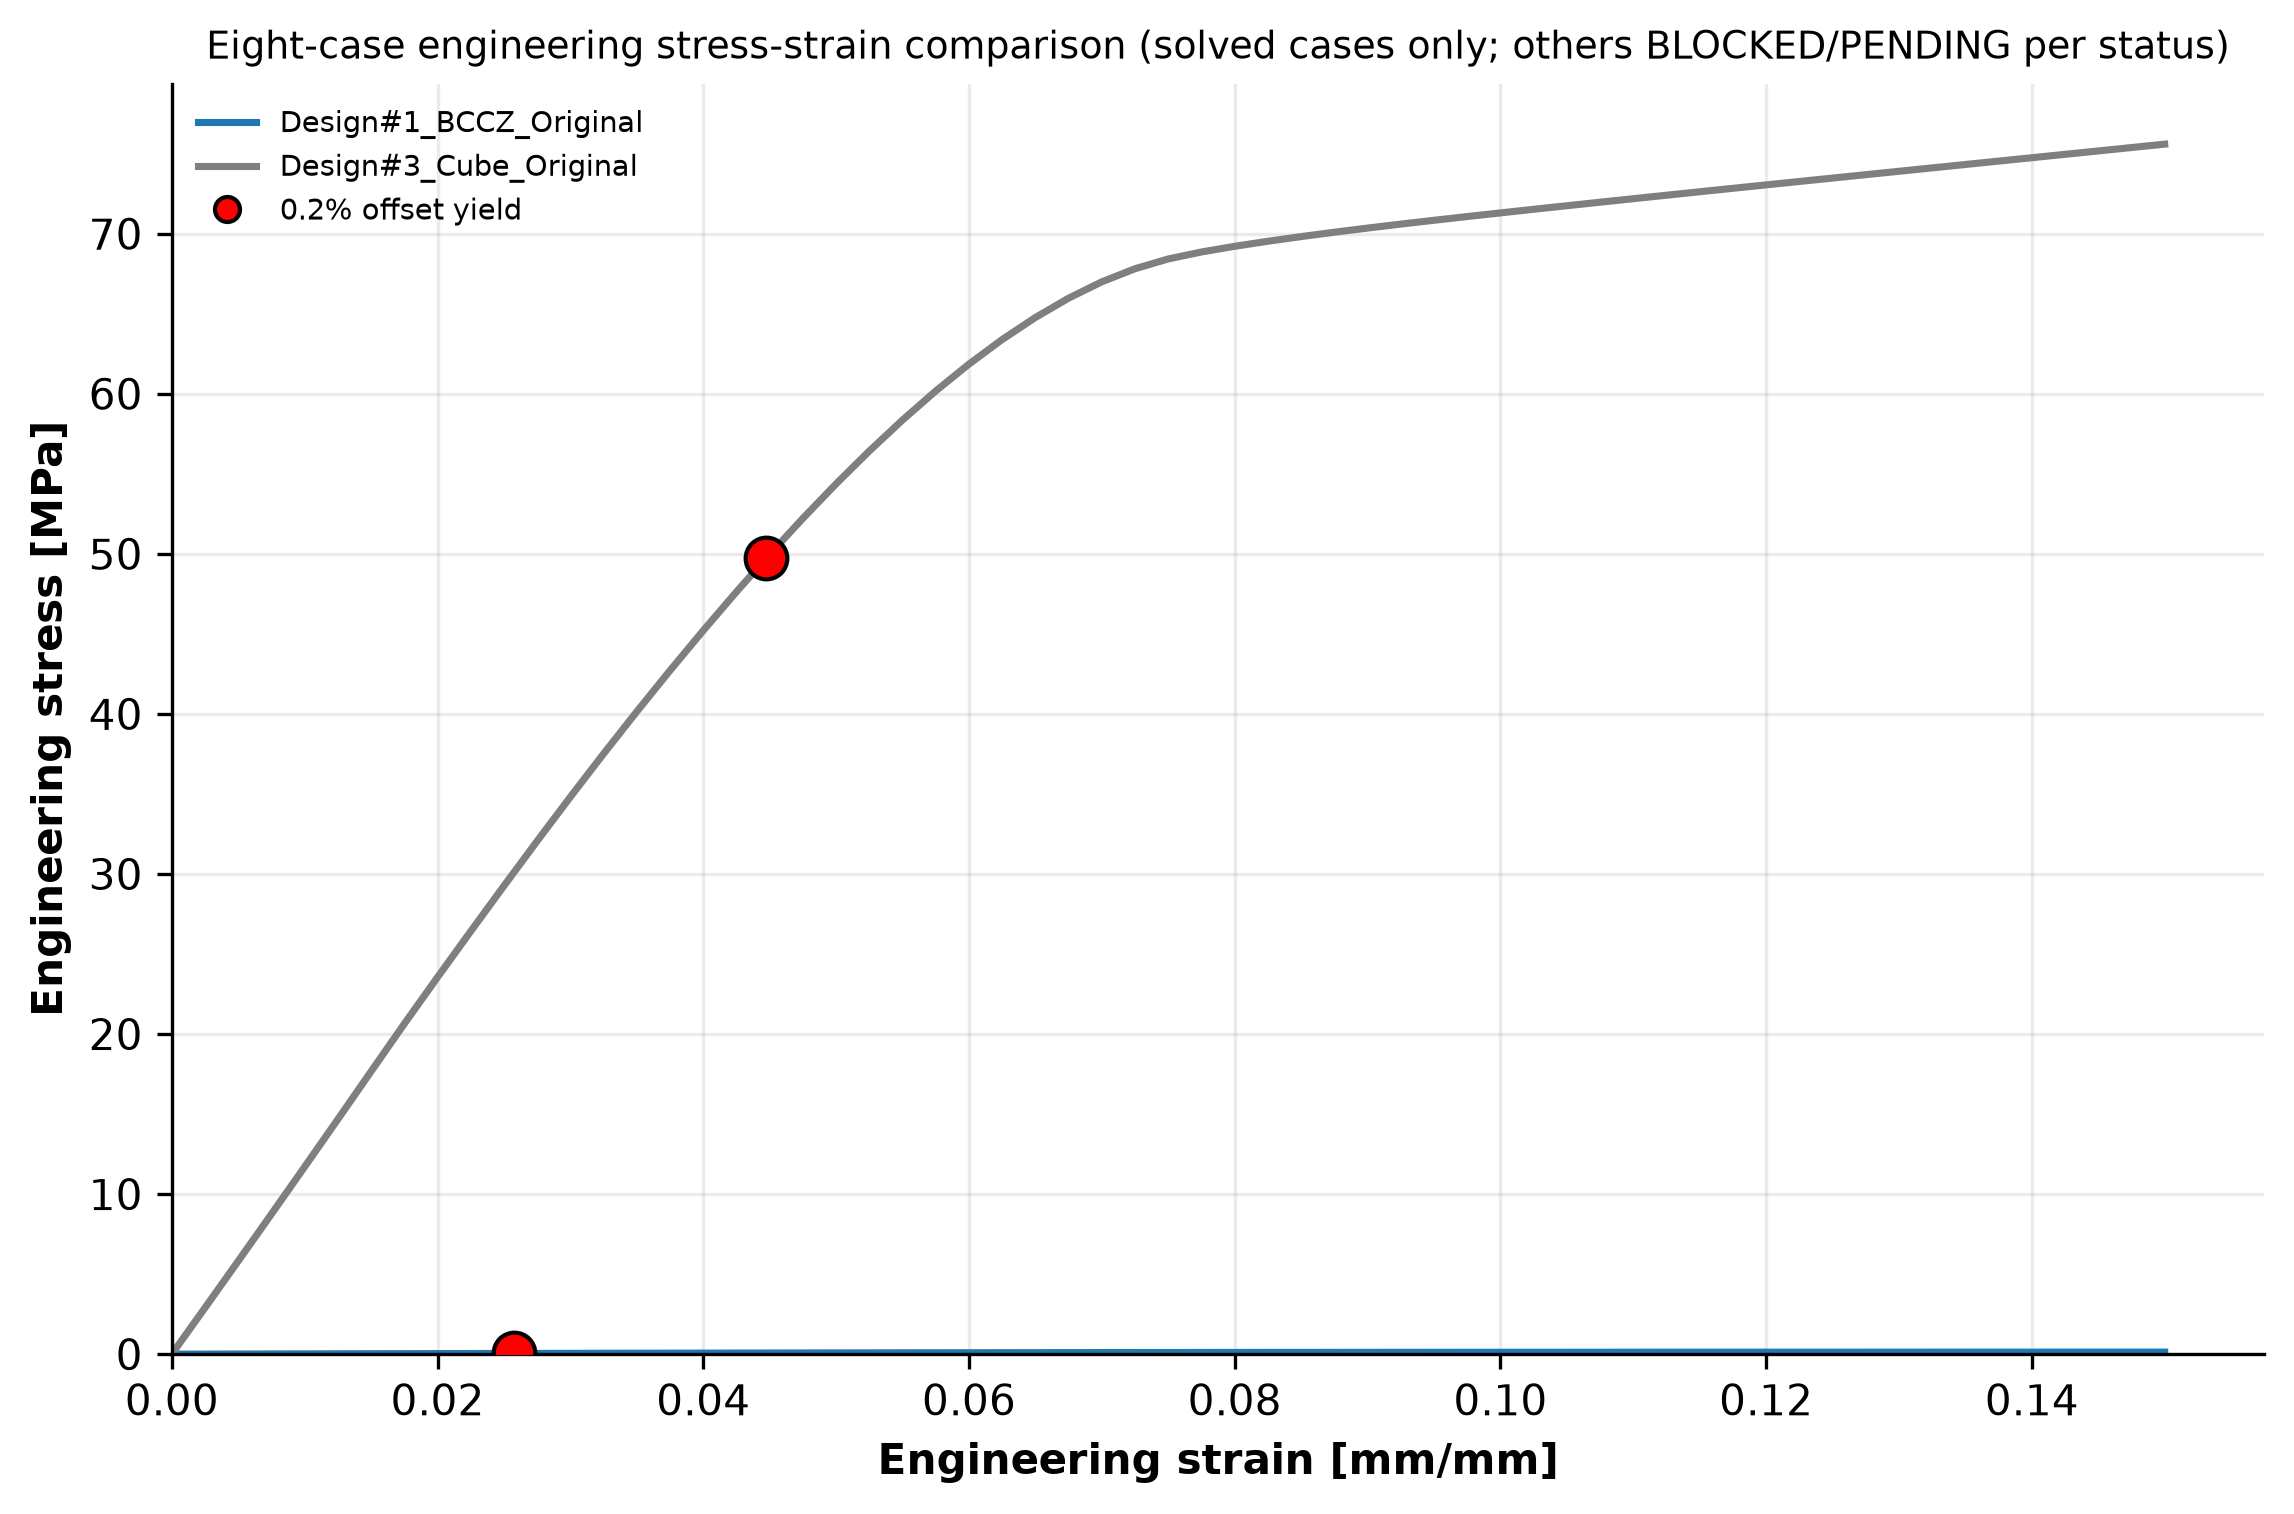 Eight-case engineering stress-strain comparison (solved cases only; others BLOCKED/PENDING per status)
Design#1_BCCZ_Original
Design#3_Cube_Original
0.2% offset yield
Engineering stress [MPa]
70
60
50
40
30
20
10
0
0.00 0.02 0.04 0.06 0.08 0.10 0.12 0.14
Engineering strain [mm/mm]